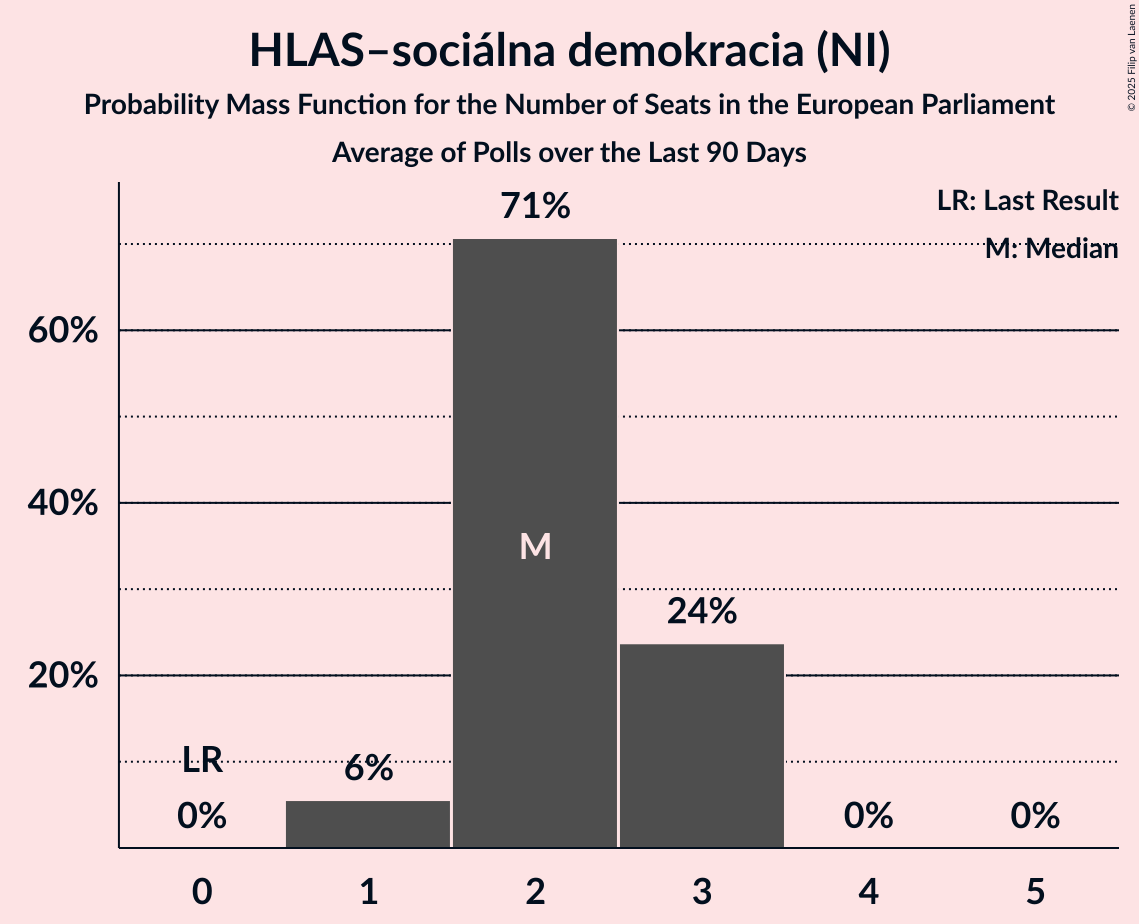 HLAS–sociálna demokracia (NI)
Probability Mass Function for the Number of Seats in the European Parliament
Average of Polls over the Last 90 Days
© 2025 Filip van Laenen
LR: Last Result
M: Median
71%
60%
40%
M
24%
20%
LR
6%
0%
0%
0%
0 1 2 3 4 5